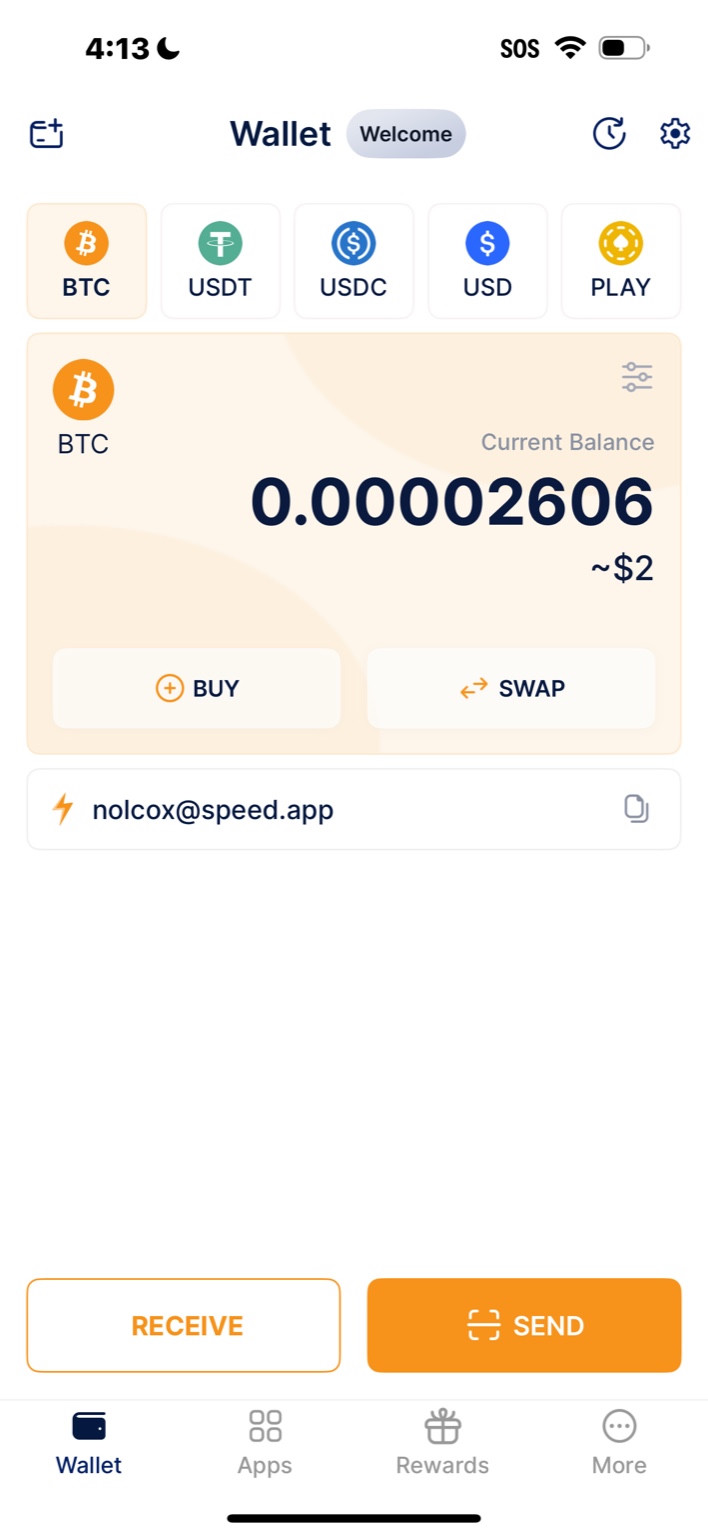 4:13 SOS
Wallet Welcome
BTC USDT USDC USD PLAY
BTC
Current Balance
0.00002606
~$2
BUY SWAP
nolcox@speed.app
RECEIVE SEND
Wallet Apps Rewards More